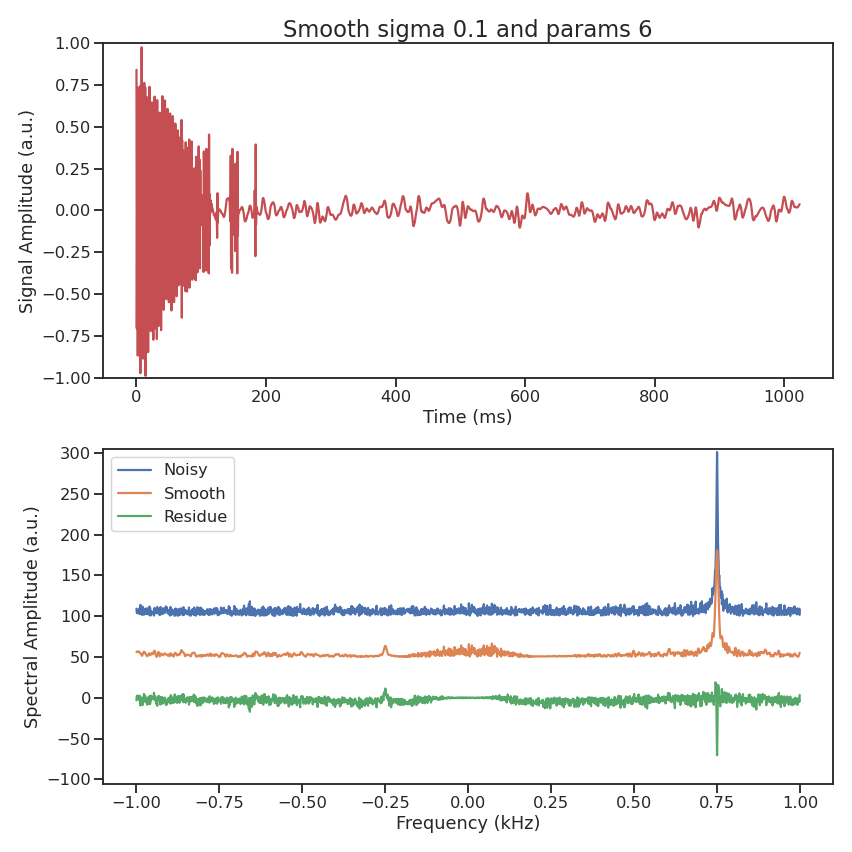 Smooth sigma 0.1 and params 6
1.00
0.75
0.50
0.25
0.00
−0.25
−0.50
−0.75
−1.00
Signal Amplitude (a.u.)
0 200 400 600 800 1000
Time (ms)
300
250
200
150
100
50
0
−50
−100
Spectral Amplitude (a.u.)
Noisy
Smooth
Residue
−1.00 −0.75 −0.50 −0.25 0.00 0.25 0.50 0.75 1.00
Frequency (kHz)